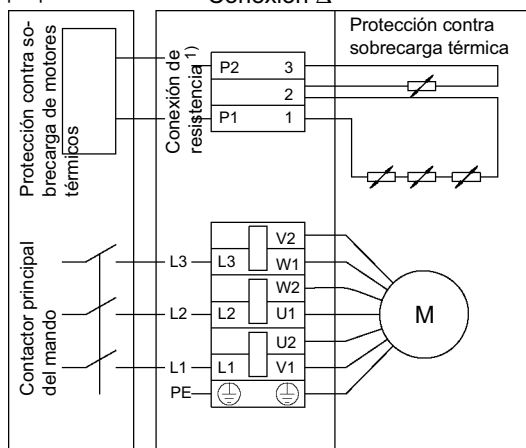 Conexión Δ
Protección contra so-
brecarga de motores
térmicos
Conexión de
resistencia 1)
P2 3
2
P1 1
Protección contra
sobrecarga térmica
Contactor principal
del mando
V2
L3 L3 W1
W2
L2 L2 U1
U2
L1 L1 V1
PE
M